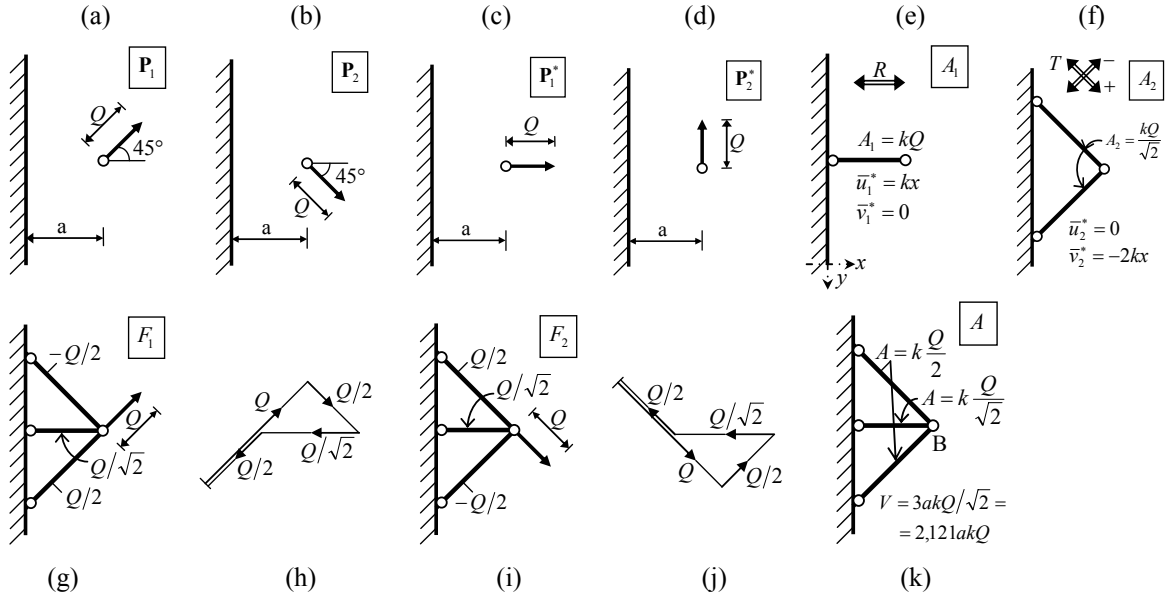 (a) (b) (c) (d) (e) (f)
P₁
Q
45°
a
P₂
45°
Q
a
P₁*
Q
a
P₂*
Q
a
R
A₁
A₁ = kQ
ū₁* = kx
v̄₁* = 0
x
y
T
−
+
A₂
A₂ = kQ/√2
ū₂* = 0
v̄₂* = −2kx
F₁
−Q/2
Q
Q/√2
Q/2
Q
Q/2
Q/√2
Q/2
F₂
Q/2
Q/√2
Q
−Q/2
Q/2
Q/√2
Q
Q/2
A
A = k Q/2
A = k Q/√2
B
V = 3akQ/√2 =
= 2,121akQ
(g) (h) (i) (j) (k)